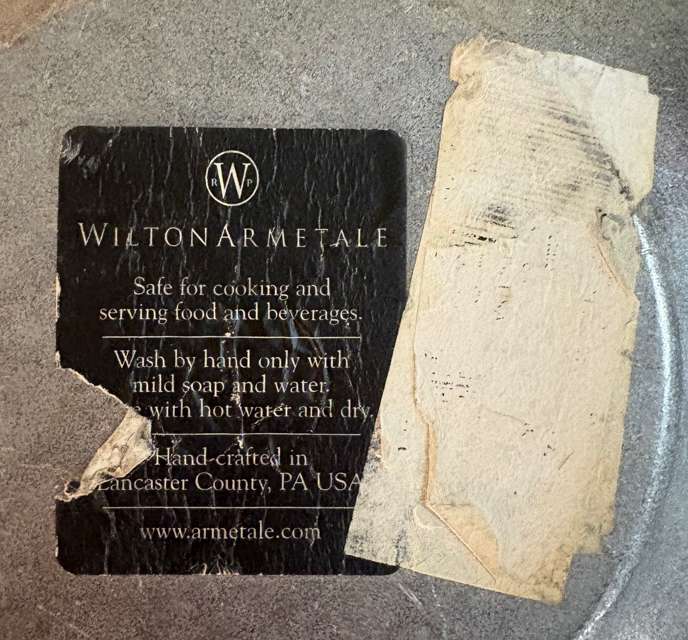 R W P
WILTONARMETALE
Safe for cooking and
serving food and beverages.
Wash by hand only with
mild soap and water.
with hot water and dry.
Hand-crafted in
Lancaster County, PA USA
www.armetale.com